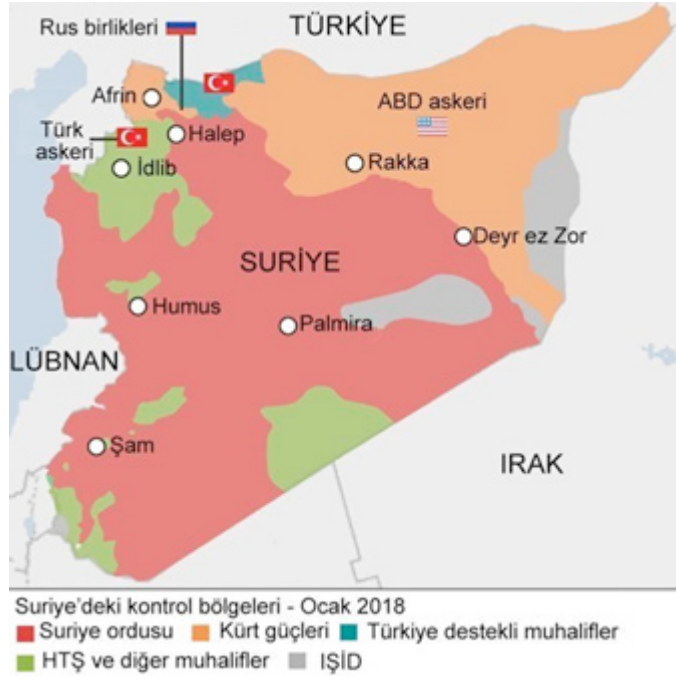 Rus birlikleri
TÜRKİYE
Afrin
ABD askeri
Türk
askeri
Halep
İdlib
Rakka
Deyr ez Zor
SURİYE
Humus
Palmira
LÜBNAN
Şam
IRAK
Suriye'deki kontrol bölgeleri - Ocak 2018
Suriye ordusu Kürt güçleri Türkiye destekli muhalifler
HTŞ ve diğer muhalifler IŞİD